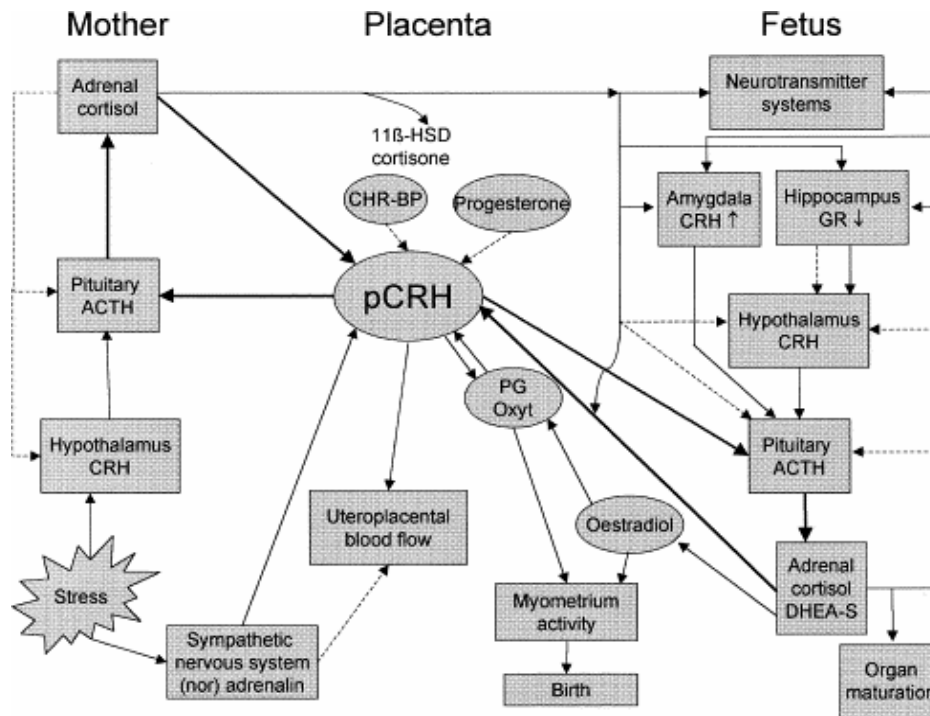 Mother
Placenta
Fetus
Adrenal
cortisol
Neurotransmitter
systems
11ß-HSD
cortisone
CHR-BP
Progesterone
Amygdala
CRH ↑
Hippocampus
GR ↓
Pituitary
ACTH
pCRH
Hypothalamus
CRH
PG
Oxyt
Hypothalamus
CRH
Pituitary
ACTH
Uteroplacental
blood flow
Oestradiol
Stress
Adrenal
cortisol
DHEA-S
Myometrium
activity
Sympathetic
nervous system
(nor) adrenalin
Birth
Organ
maturation